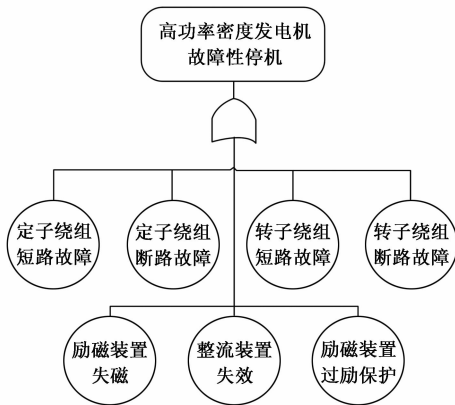 高功率密度发电机
故障性停机
定子绕组
短路故障
定子绕组
断路故障
转子绕组
短路故障
转子绕组
断路故障
励磁装置
失磁
整流装置
失效
励磁装置
过励保护